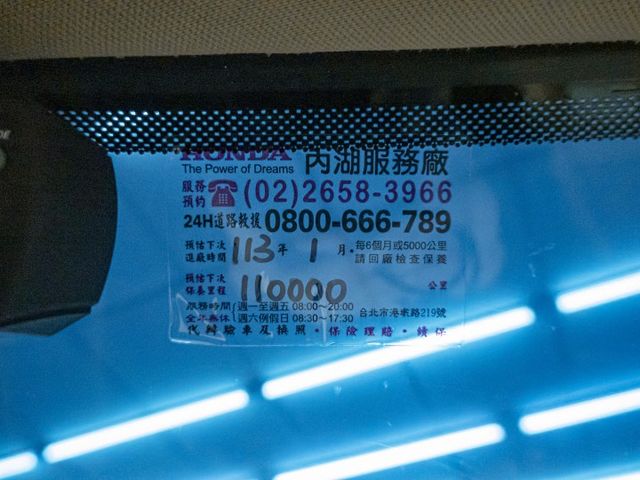 HONDA 內湖服務廠
The Power of Dreams
服務預約 ☎ (02)2658-3966
24H道路救援 0800-666-789
預估下次進廠時間 113年 1月。 每6個月或5000公里請回廠檢查保養
預估下次保養里程 110000 公里
服務時間 週一至週五 08:00~20:00
全年無休 週六例假日 08:30~17:30 台北市港墘路219號
代辦驗車及換照・保險理賠・續保